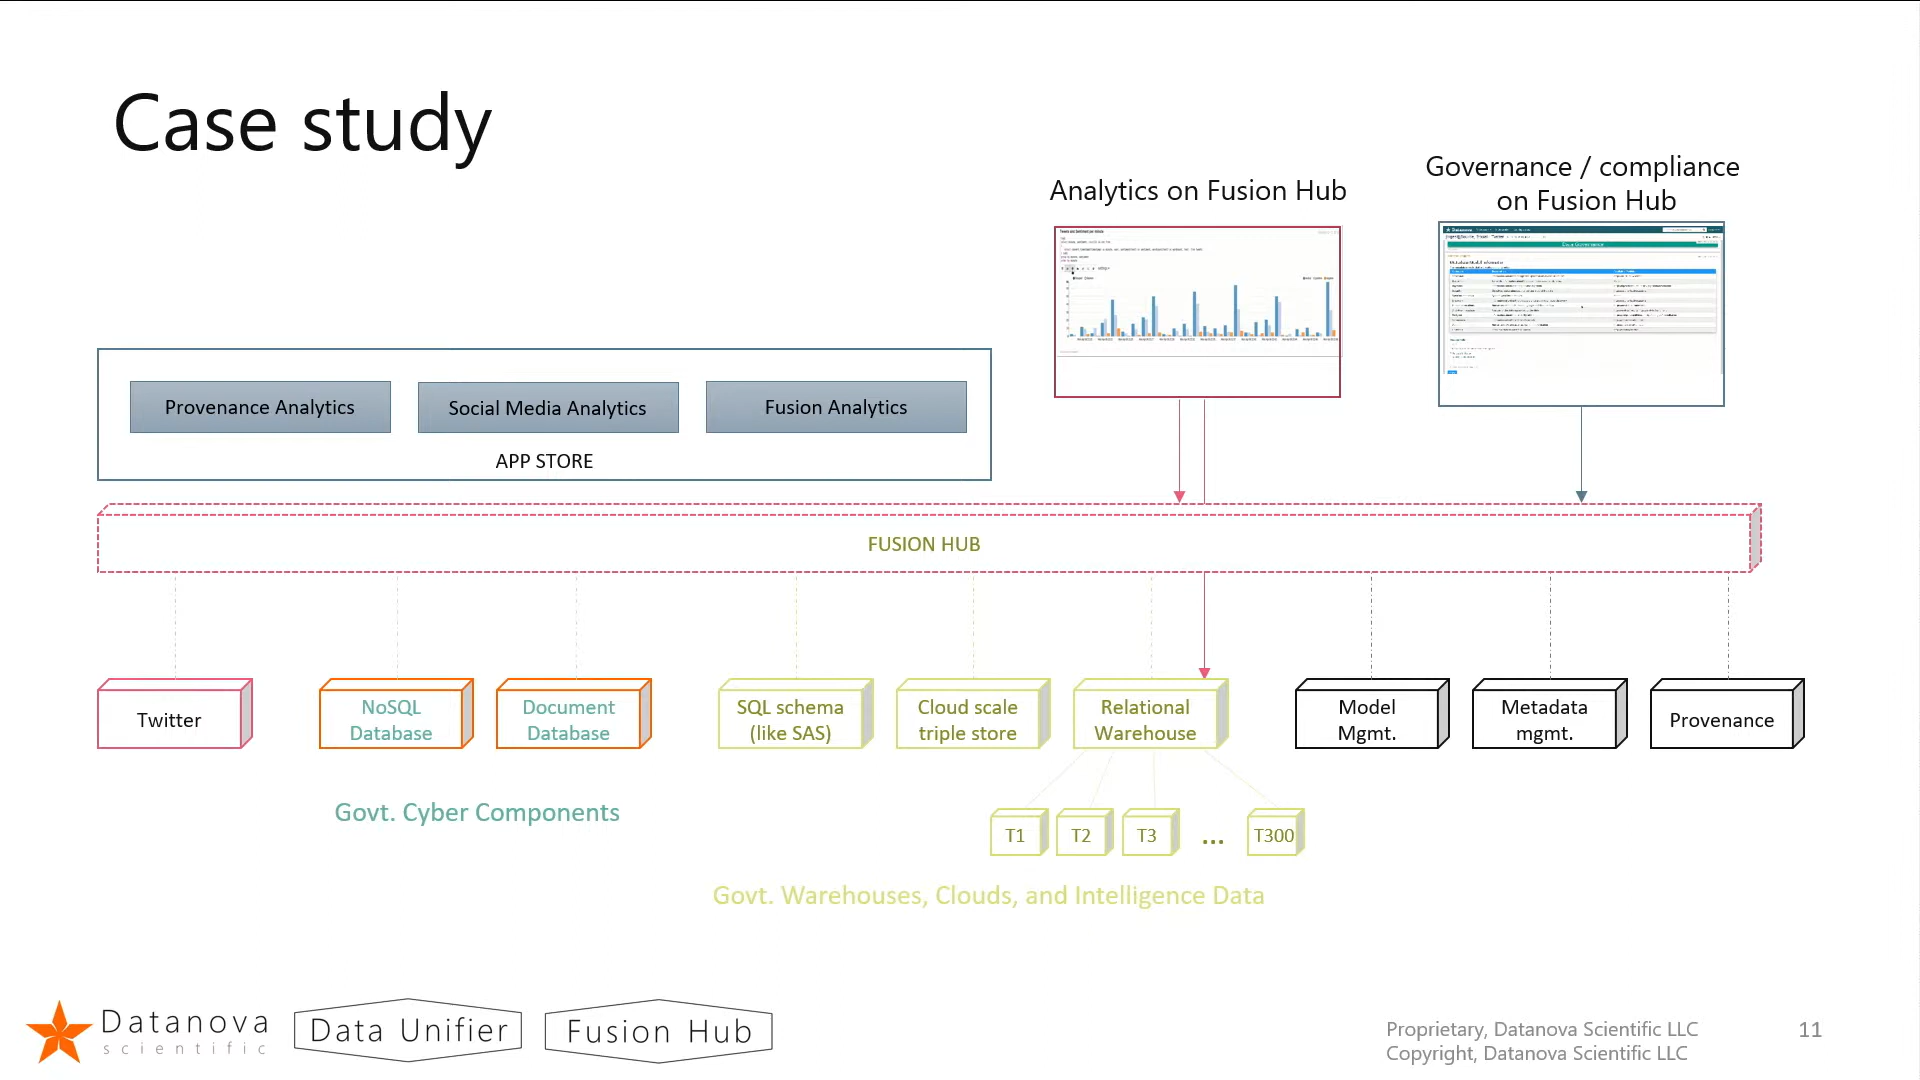 Case study
Analytics on Fusion Hub
Governance / compliance
on Fusion Hub
Provenance Analytics
Social Media Analytics
Fusion Analytics
APP STORE
FUSION HUB
Twitter
NoSQL
Database
Document
Database
SQL schema
(like SAS)
Cloud scale
triple store
Relational
Warehouse
Model
Mgmt.
Metadata
mgmt.
Provenance
T1
T2
T3
...
T300
Govt. Cyber Components
Govt. Warehouses, Clouds, and Intelligence Data
Datanova
scientific
Data Unifier
Fusion Hub
Proprietary, Datanova Scientific LLC
Copyright, Datanova Scientific LLC
11